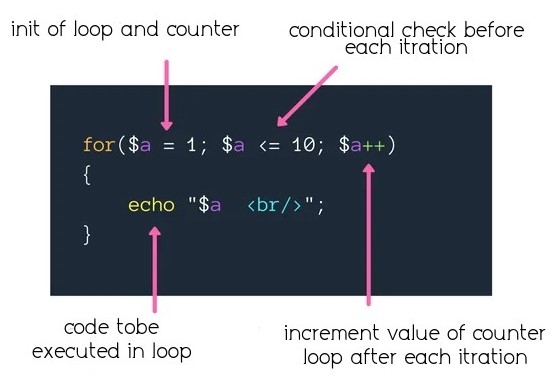 init of loop and counter
conditional check before
each itration
for($a = 1; $a <= 10; $a++)
{
echo "$a  <br/>";
}
code tobe
executed in loop
increment value of counter
loop after each itration